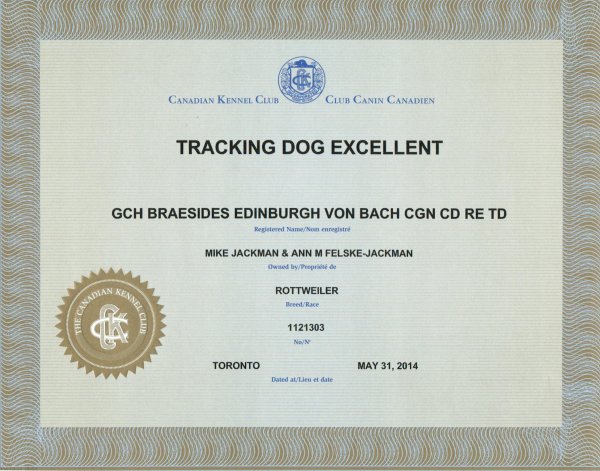 CANADIAN KENNEL CLUB CLUB CANIN CANADIEN
TRACKING DOG EXCELLENT
GCH BRAESIDES EDINBURGH VON BACH CGN CD RE TD
Registered Name/Nom enregistré
MIKE JACKMAN & ANN M FELSKE-JACKMAN
Owned by/Propriété de
ROTTWEILER
Breed/Race
1121303
No/Nº
TORONTO MAY 31, 2014
Dated at/Lieu et date
THE CANADIAN KENNEL CLUB
CKC